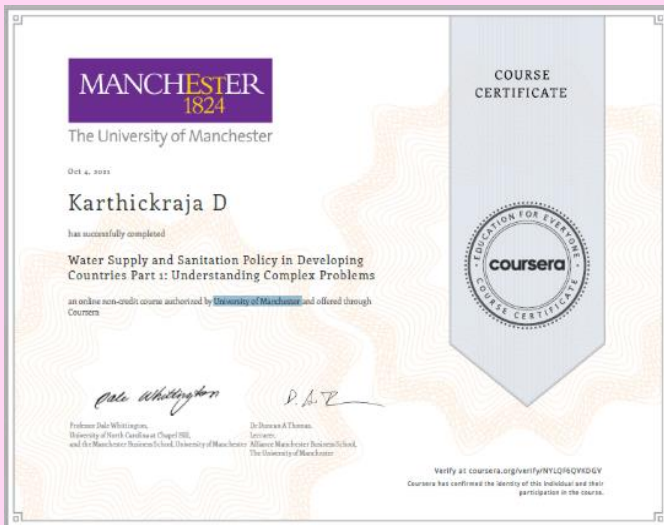 MANCHEstER
1824
The University of Manchester
Oct 4, 2021
Karthickraja D
has successfully completed
Water Supply and Sanitation Policy in Developing
Countries Part 1: Understanding Complex Problems
an online non-credit course authorized by University of Manchester and offered through
Coursera
Dale Whittington
Professor Dale Whittington,
University of North Carolina at Chapel Hill,
and the Manchester Business School, University of Manchester
Dr Duncan A Thomas,
Lecturer,
Alliance Manchester Business School,
The University of Manchester
COURSE
CERTIFICATE
EDUCATION FOR EVERYONE
coursera
COURSE CERTIFICATE
Verify at coursera.org/verify/NYLQF6QVKDGV
Coursera has confirmed the identity of this individual and their
participation in the course.